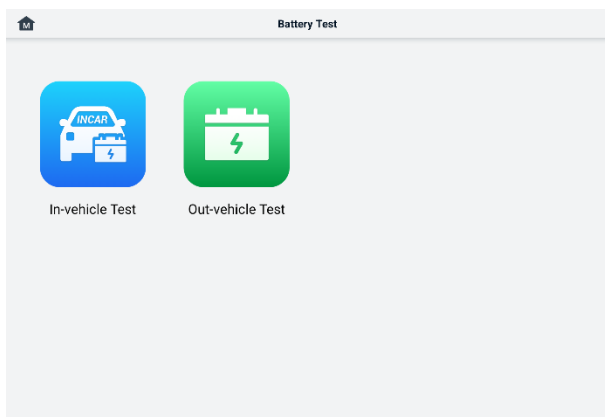 M
Battery Test
INCAR
In-vehicle Test
Out-vehicle Test